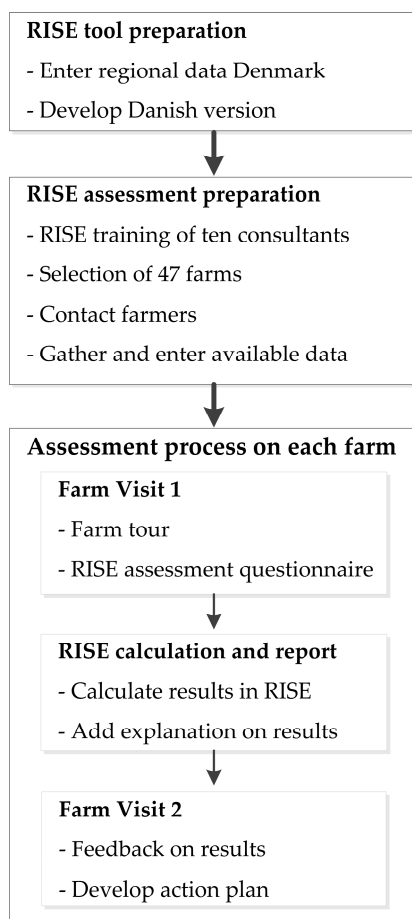 RISE tool preparation
- Enter regional data Denmark
- Develop Danish version
RISE assessment preparation
- RISE training of ten consultants
- Selection of 47 farms
- Contact farmers
- Gather and enter available data
Assessment process on each farm
Farm Visit 1
- Farm tour
- RISE assessment questionnaire
RISE calculation and report
- Calculate results in RISE
- Add explanation on results
Farm Visit 2
- Feedback on results
- Develop action plan